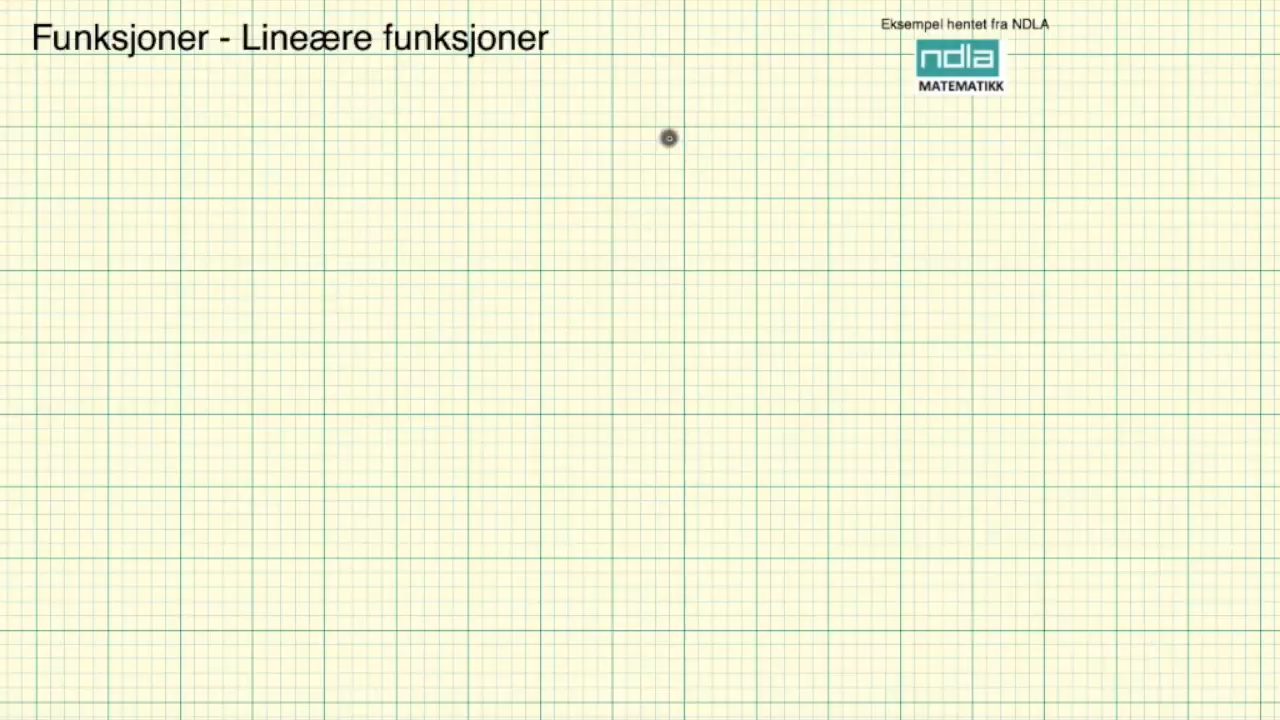 Funksjoner - Lineære funksjoner
Eksempel hentet fra NDLA
ndla
MATEMATIKK